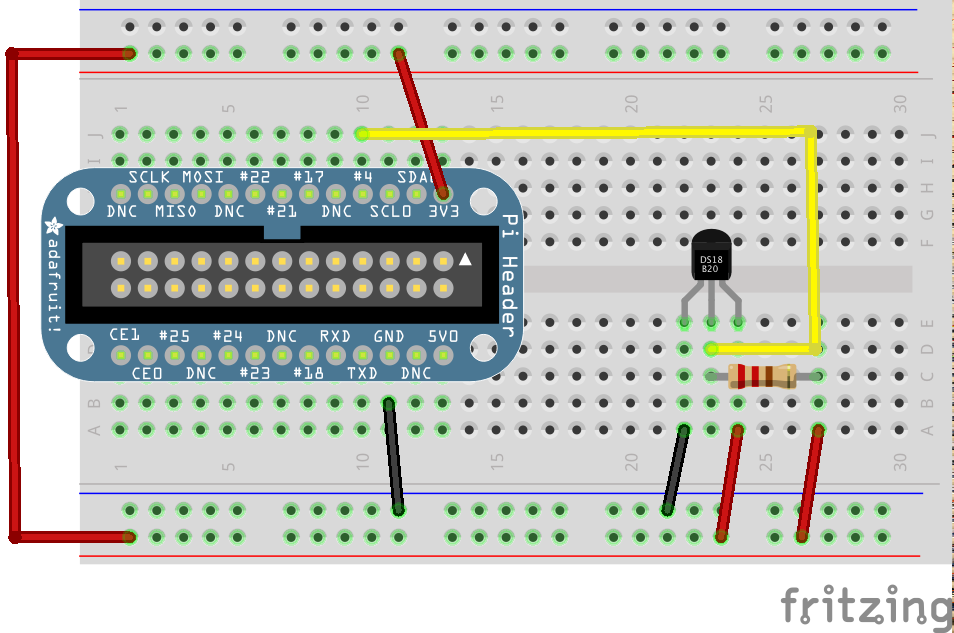 1 5 10 15 20 25 30
J J
I I
SCLK MOSI #22 #17 #4 SDA
H H
DNC MISO DNC #21 DNC SCL0 3V3
G G
F F
adafruit!
Pi Header
DS18
B20
CE1 #25 #24 DNC RXD GND 5V0
E E
D D
CE0 DNC #23 #18 TXD DNC
C C
B B
A A
1 5 10 15 20 25 30
fritzing